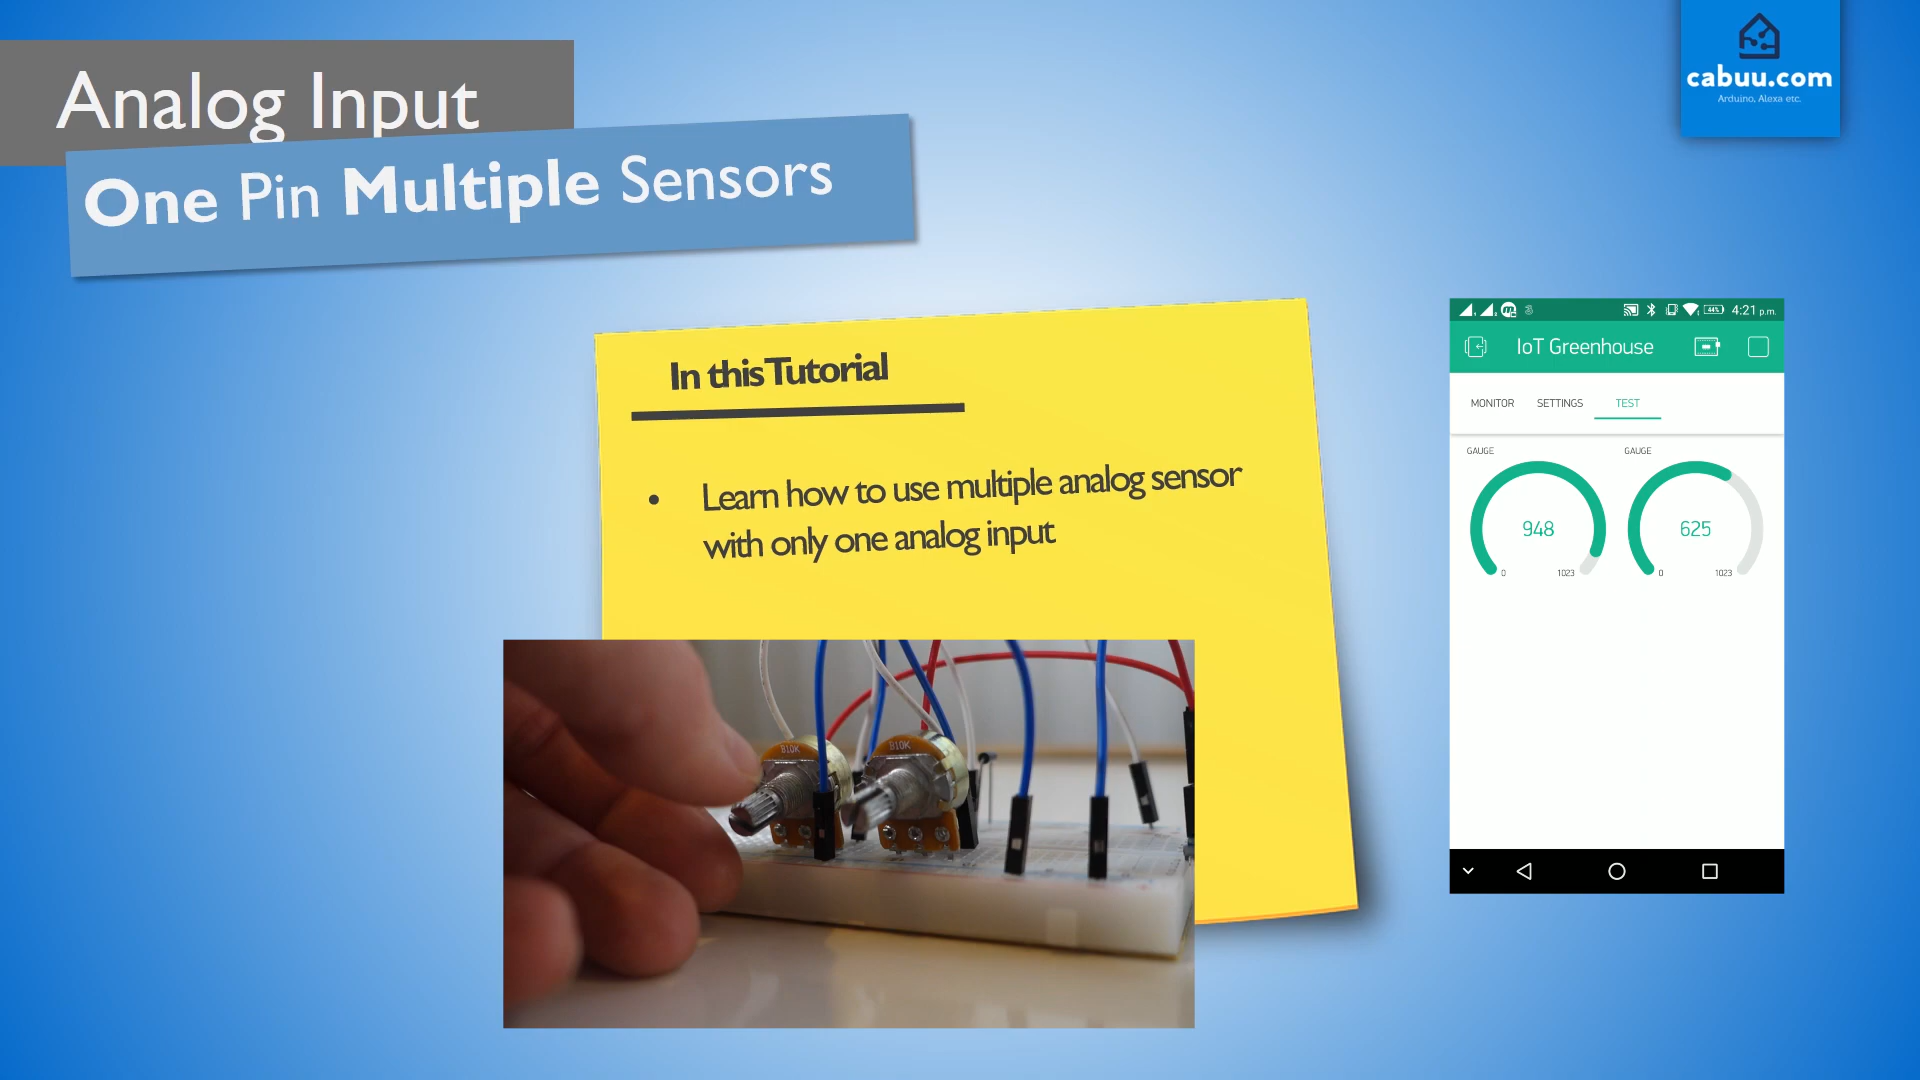 Analog Input
One Pin Multiple Sensors
cabuu.com
Arduino, Alexa etc.
In this Tutorial
• Learn how to use multiple analog sensor
with only one analog input
44% 4:21 p.m.
IoT Greenhouse
MONITOR SETTINGS TEST
GAUGE GAUGE
948 625
0 1023 0 1023
B10K B10K